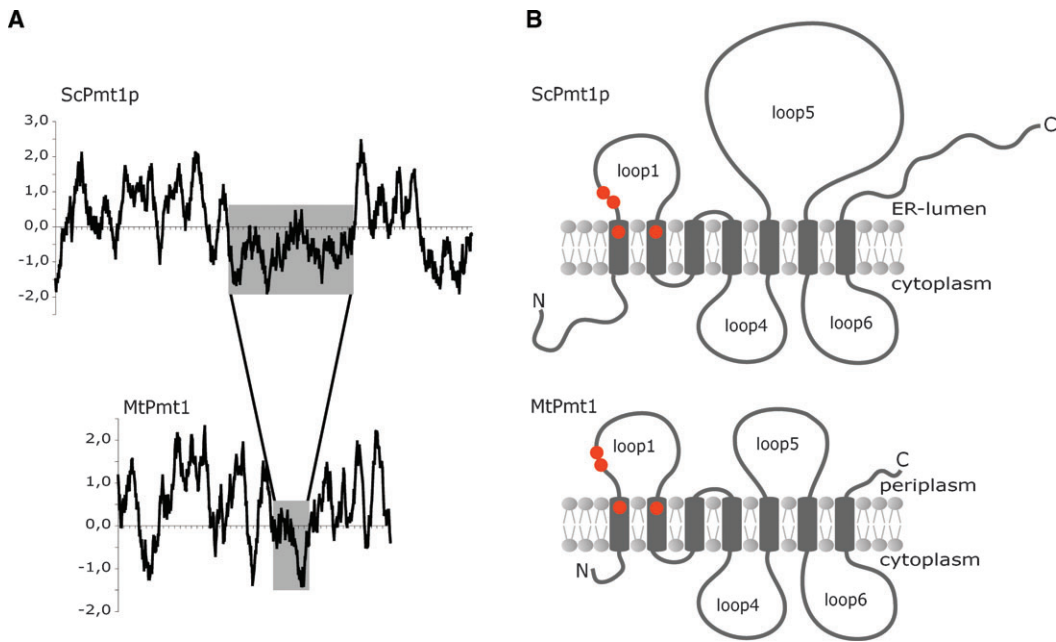 A
ScPmt1p
3,0
2,0
1,0
0,0
-1,0
-2,0
MtPmt1
2,0
1,0
0,0
-1,0
-2,0
B
ScPmt1p
loop5
C
loop1
ER-lumen
cytoplasm
N
loop4
loop6
MtPmt1
loop1
loop5
C
periplasm
cytoplasm
N
loop4
loop6